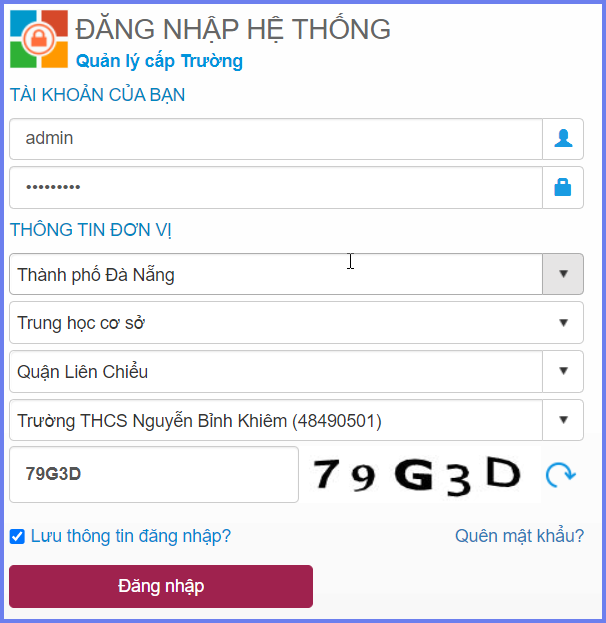 ĐĂNG NHẬP HỆ THỐNG
Quản lý cấp Trường
TÀI KHOẢN CỦA BẠN
admin
•••••••••
THÔNG TIN ĐƠN VỊ
Thành phố Đà Nẵng
Trung học cơ sở
Quận Liên Chiểu
Trường THCS Nguyễn Bỉnh Khiêm (48490501)
79G3D 79G3D
Lưu thông tin đăng nhập? Quên mật khẩu?
Đăng nhập